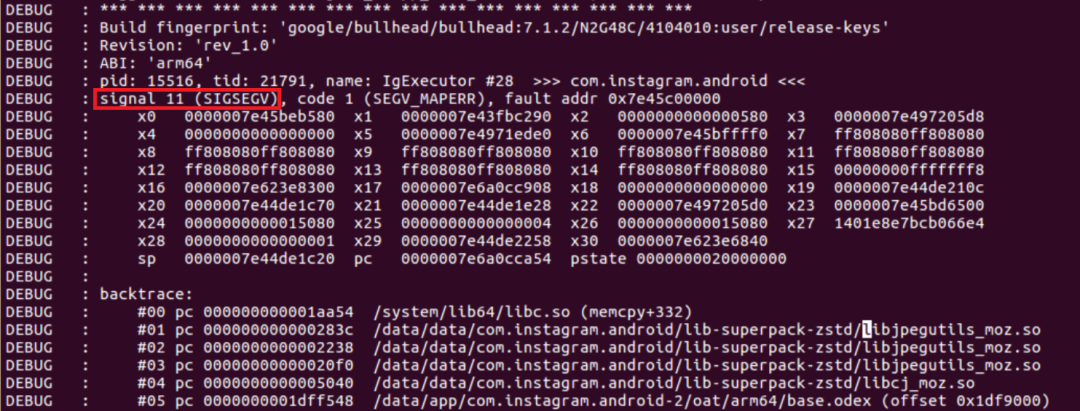 DEBUG : *** *** *** *** *** *** *** *** *** *** *** *** *** *** *** ***
DEBUG : Build fingerprint: 'google/bullhead/bullhead:7.1.2/N2G48C/4104010:user/release-keys'
DEBUG : Revision: 'rev_1.0'
DEBUG : ABI: 'arm64'
DEBUG : pid: 15516, tid: 21791, name: IgExecutor #28 >>> com.instagram.android <<<
DEBUG : signal 11 (SIGSEGV), code 1 (SEGV_MAPERR), fault addr 0x7e45c00000
DEBUG : x0 0000007e45beb580 x1 0000007e43fbc290 x2 0000000000000580 x3 0000007e497205d8
DEBUG : x4 0000000000000000 x5 0000007e4971ede0 x6 0000007e45bffff0 x7 ff808080ff808080
DEBUG : x8 ff808080ff808080 x9 ff808080ff808080 x10 ff808080ff808080 x11 ff808080ff808080
DEBUG : x12 ff808080ff808080 x13 ff808080ff808080 x14 ff808080ff808080 x15 00000000fffffff8
DEBUG : x16 0000007e623e8300 x17 0000007e6a0cc908 x18 0000000000000000 x19 0000007e44de210c
DEBUG : x20 0000007e44de1c70 x21 0000007e44de1e28 x22 0000007e497205d0 x23 0000007e45bd6500
DEBUG : x24 0000000000015080 x25 0000000000000004 x26 0000000000015080 x27 1401e8e7bcb066e4
DEBUG : x28 0000000000000001 x29 0000007e44de2258 x30 0000007e623e6840
DEBUG : sp 0000007e44de1c20 pc 0000007e6a0cca54 pstate 0000000020000000
DEBUG :
DEBUG : backtrace:
DEBUG : #00 pc 000000000001aa54 /system/lib64/libc.so (memcpy+332)
DEBUG : #01 pc 000000000000283c /data/data/com.instagram.android/lib-superpack-zstd/libjpegutils_moz.so
DEBUG : #02 pc 0000000000002238 /data/data/com.instagram.android/lib-superpack-zstd/libjpegutils_moz.so
DEBUG : #03 pc 00000000000020f0 /data/data/com.instagram.android/lib-superpack-zstd/libjpegutils_moz.so
DEBUG : #04 pc 0000000000005040 /data/data/com.instagram.android/lib-superpack-zstd/libcj_moz.so
DEBUG : #05 pc 0000000001dff548 /data/app/com.instagram.android-2/oat/arm64/base.odex (offset 0x1df9000)